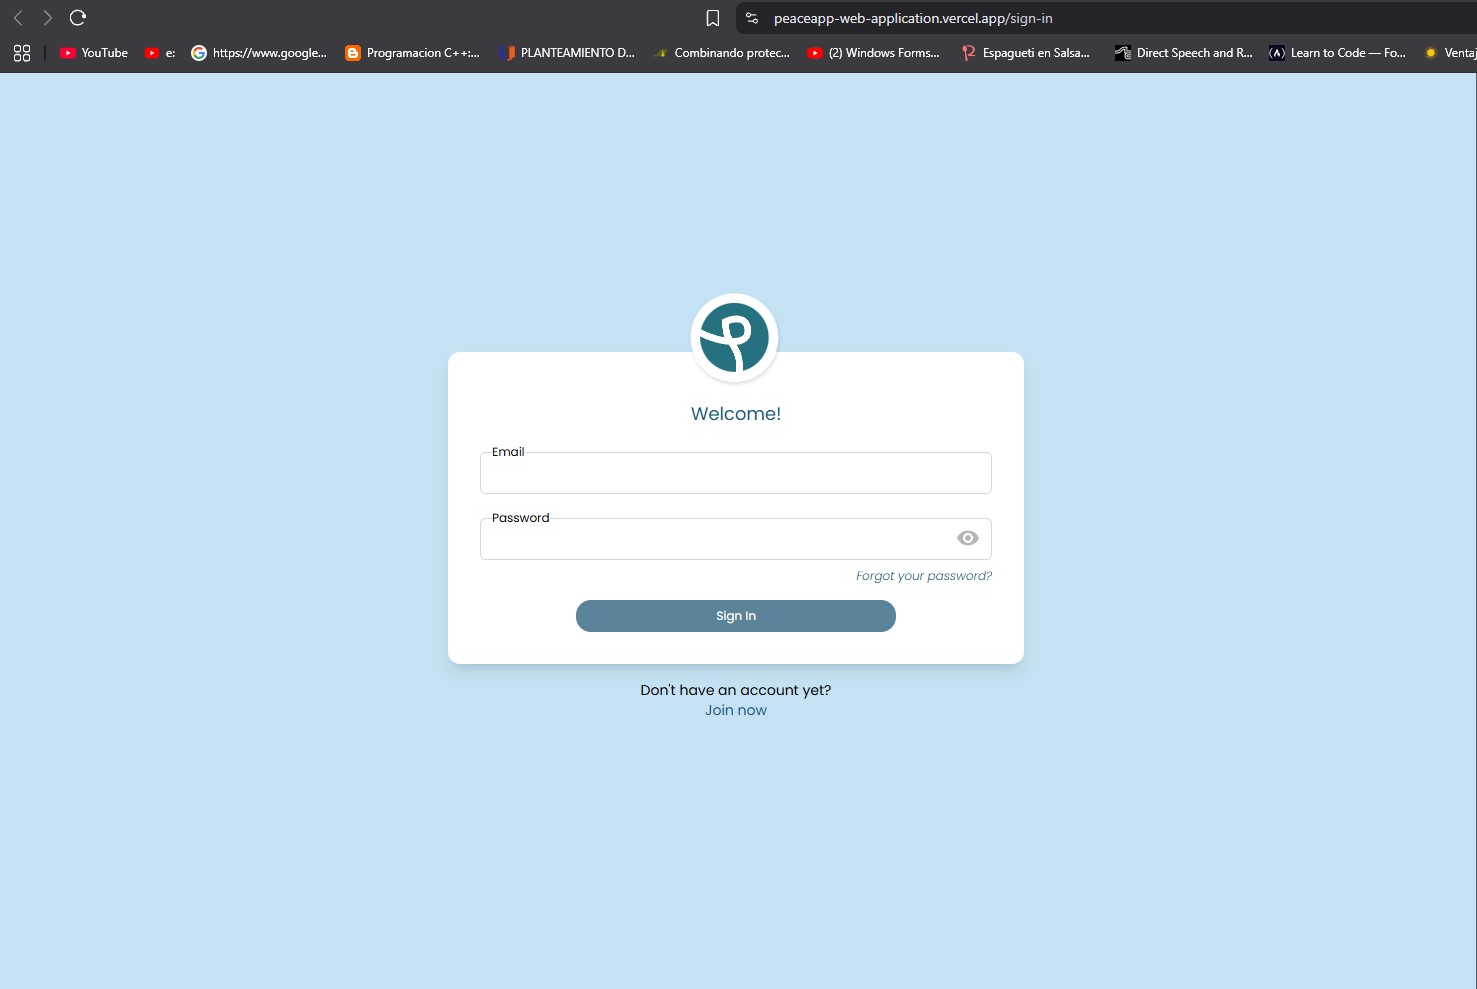 peaceapp-web-application.vercel.app/sign-in
YouTube e: https://www.google... Programacion C++:... PLANTEAMIENTO D... Combinando protec... (2) Windows Forms... Espagueti en Salsa... Direct Speech and R... Learn to Code — Fo... Ventaj
Welcome!
Email
Password
Forgot your password?
Sign In
Don't have an account yet?
Join now